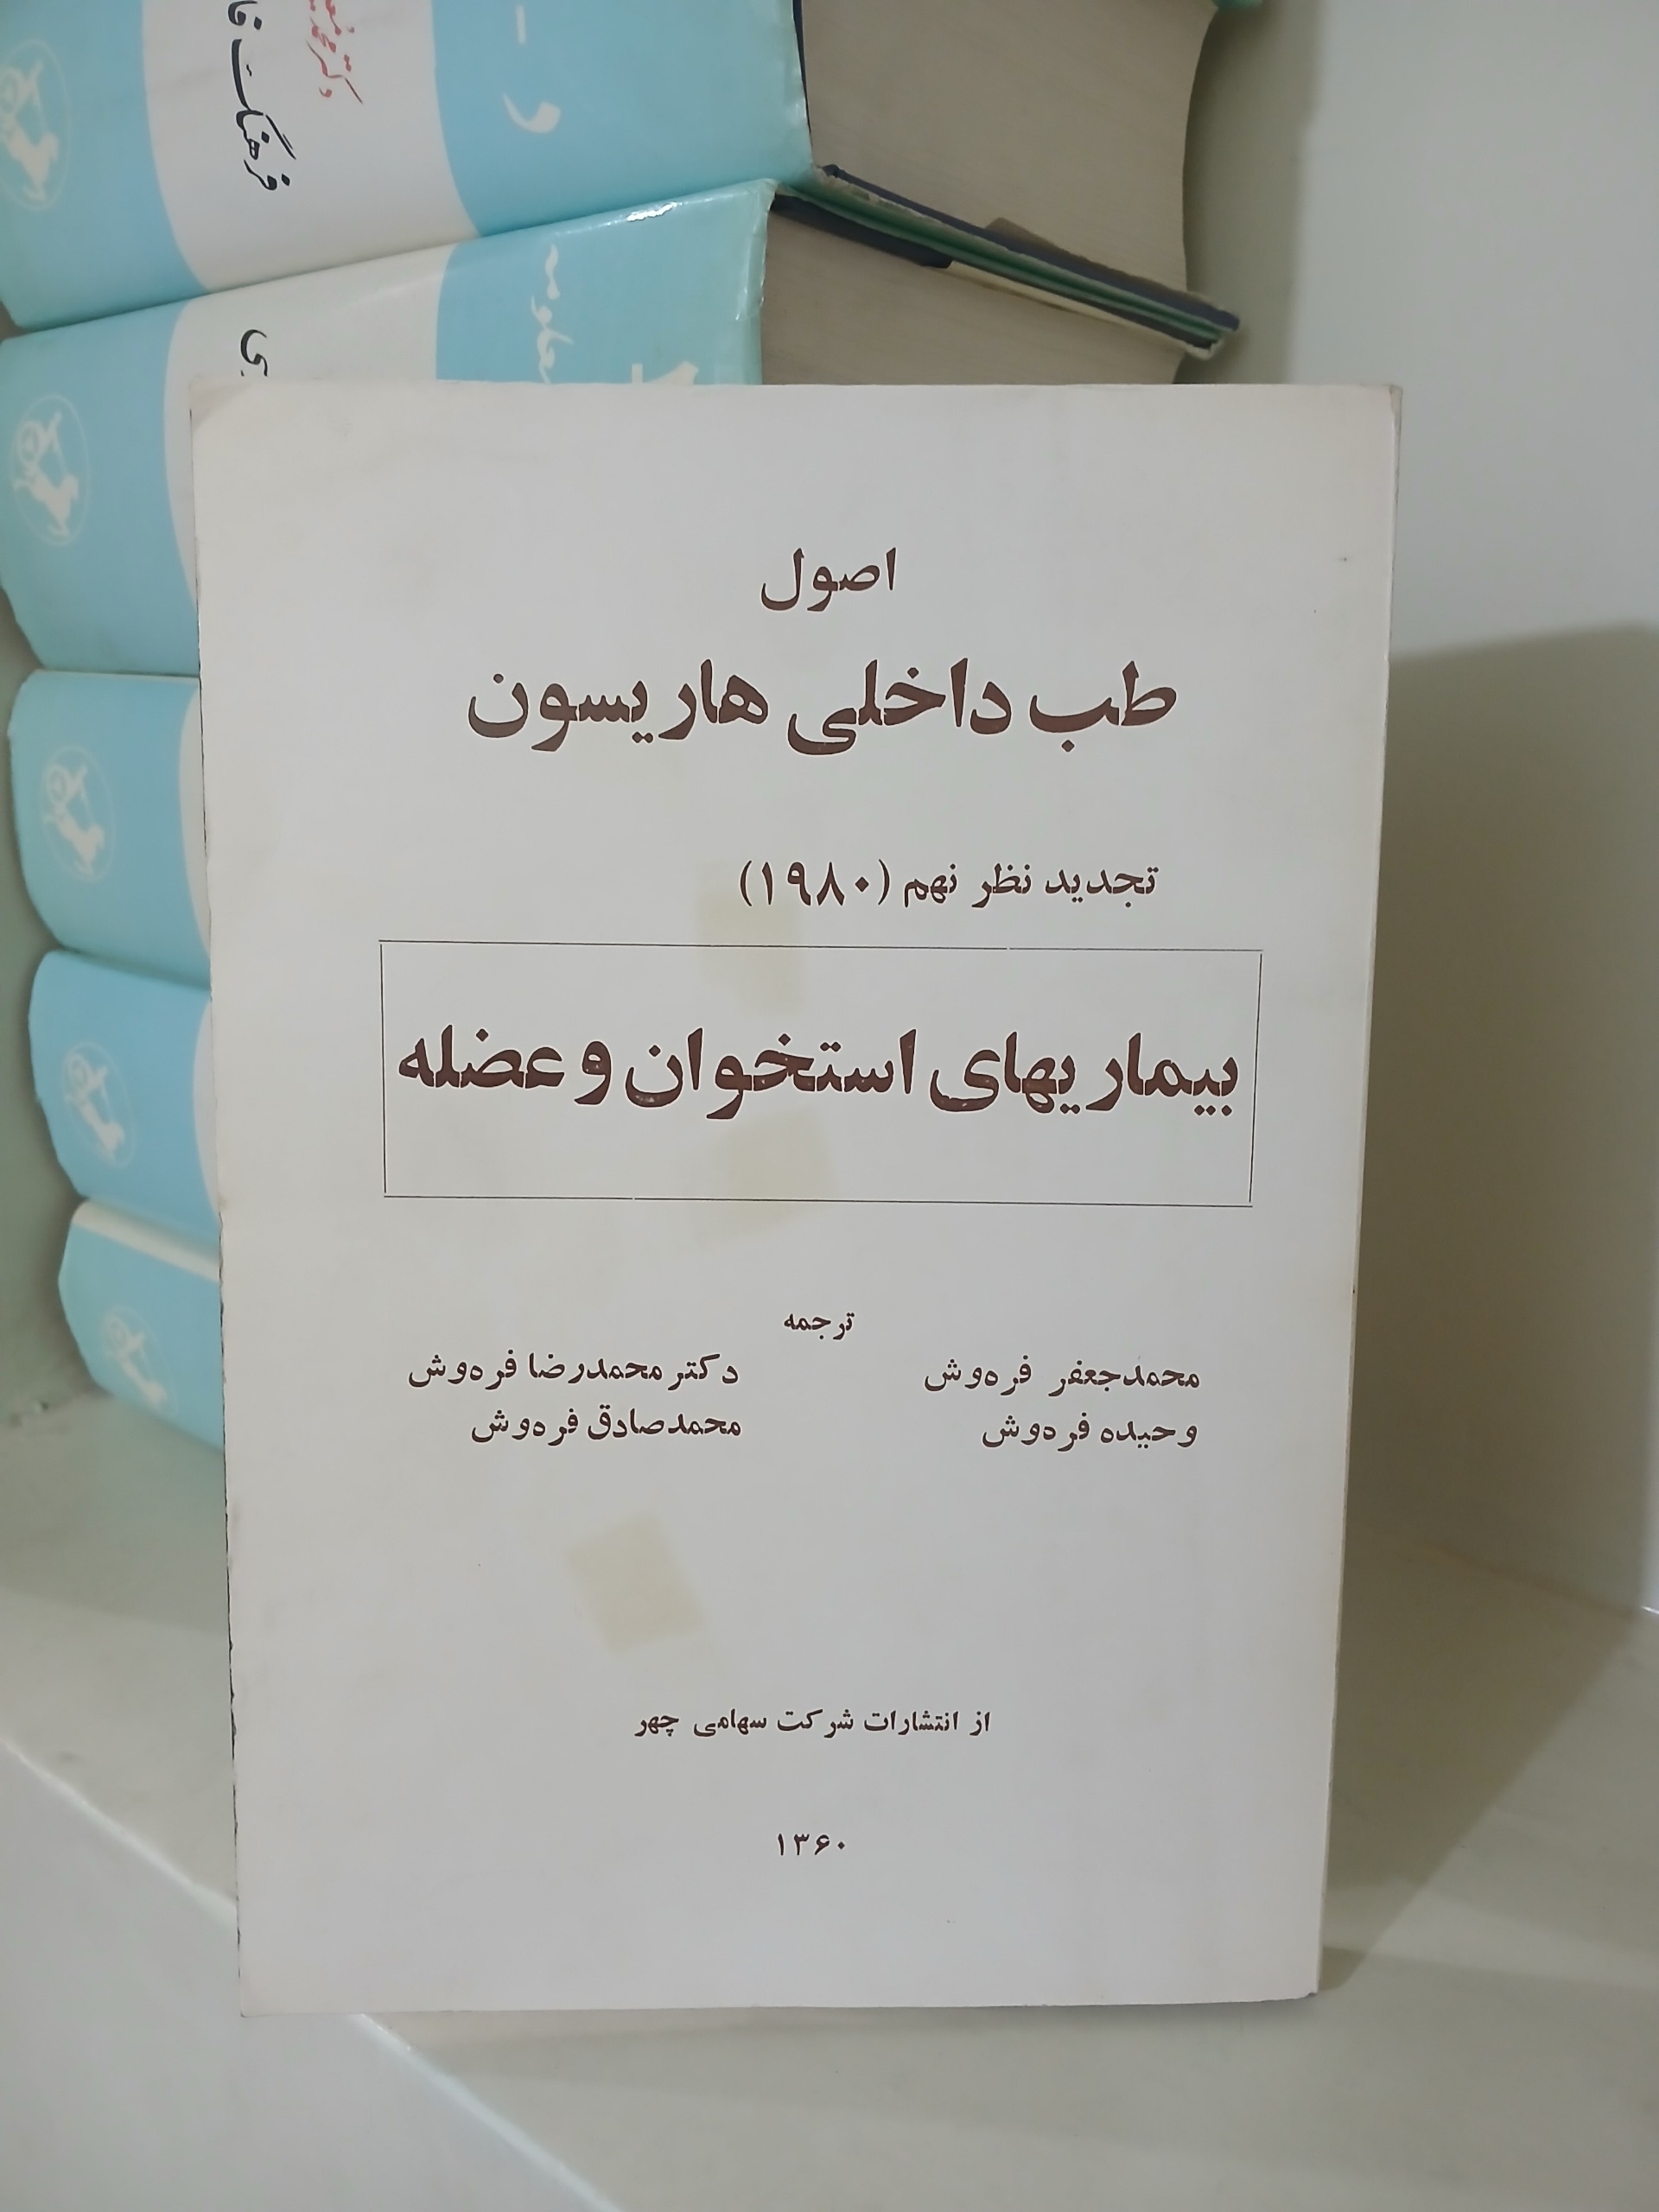 فرهنگ
اصول
طب داخلی هاریسون
تجدید نظر نهم (۱۹۸۰)
بیماریهای استخوان و عضله
ترجمه
محمدجعفر فره‌وش دکتر محمدرضا فره‌وش
وحیده فره‌وش محمدصادق فره‌وش
از انتشارات شرکت سهامی چهر
۱۳۶۰